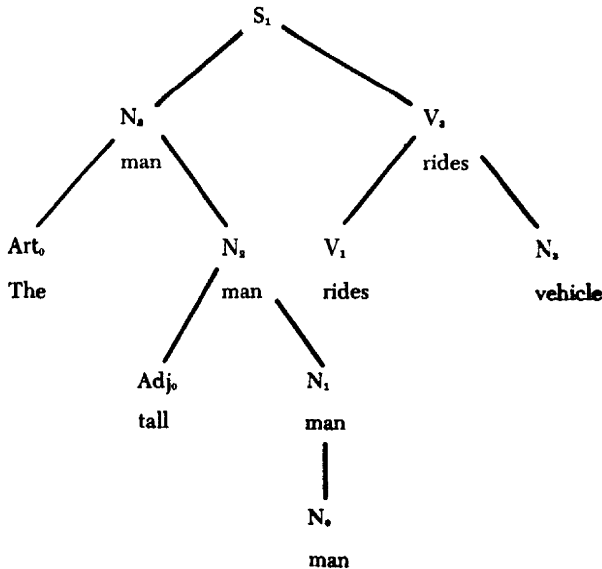 S₁
N₃ V₂
man rides
Art₀ N₂ V₁ N₃
The man rides vehicle
Adj₀ N₁
tall man
N₀
man